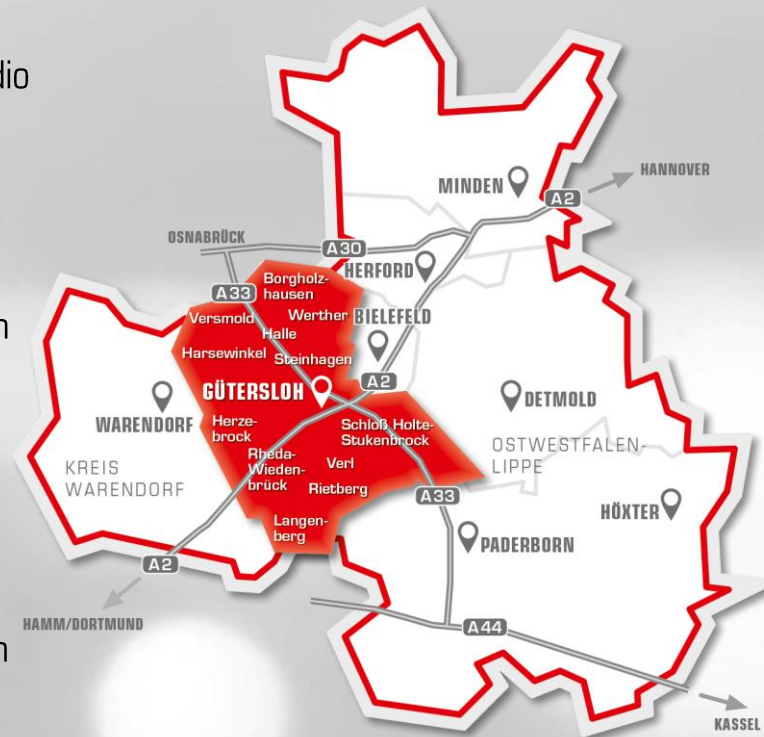 dio
MINDEN
A2
HANNOVER
OSNABRÜCK
A30
HERFORD
Borgholz-
hausen
A33
Versmold
Werther
BIELEFELD
Halle
Harsewinkel
Steinhagen
A2
GÜTERSLOH
WARENDORF
DETMOLD
Herze-
brock
Schloß Holte-
Stukenbrock
OSTWESTFALEN-
LIPPE
KREIS
WARENDORF
Rheda-
Wieden-
brück
Verl
Rietberg
A33
HÖXTER
Langen-
berg
PADERBORN
A2
HAMM/DORTMUND
A44
KASSEL